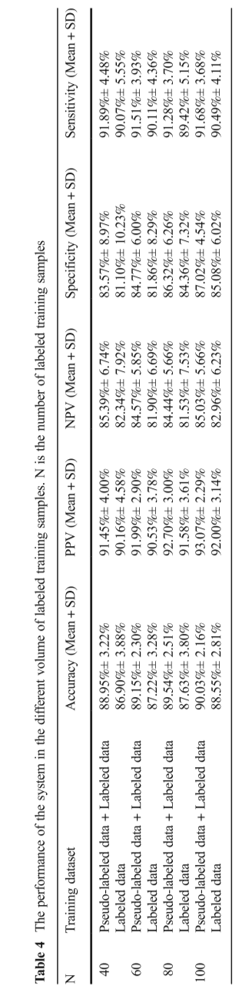 Table 4 The performance of the system in the different volume of labeled training samples. N is the number of labeled training samples
N Training dataset Accuracy (Mean + SD) PPV (Mean + SD) NPV (Mean + SD) Specificity (Mean + SD) Sensitivity (Mean + SD)
40 Pseudo-labeled data + Labeled data 88.95%± 3.22% 91.45%± 4.00% 85.39%± 6.74% 83.57%± 8.97% 91.89%± 4.48%
Labeled data 86.90%± 3.88% 90.16%± 4.58% 82.34%± 7.92% 81.10%± 10.23% 90.07%± 5.55%
60 Pseudo-labeled data + Labeled data 89.15%± 2.30% 91.99%± 2.90% 84.57%± 5.85% 84.77%± 6.00% 91.51%± 3.93%
Labeled data 87.22%± 3.28% 90.53%± 3.78% 81.90%± 6.69% 81.86%± 8.29% 90.11%± 4.36%
80 Pseudo-labeled data + Labeled data 89.54%± 2.51% 92.70%± 3.00% 84.44%± 5.66% 86.32%± 6.26% 91.28%± 3.70%
Labeled data 87.63%± 3.80% 91.58%± 3.61% 81.53%± 7.53% 84.36%± 7.32% 89.42%± 5.15%
100 Pseudo-labeled data + Labeled data 90.03%± 2.16% 93.07%± 2.29% 85.03%± 5.66% 87.02%± 4.54% 91.68%± 3.68%
Labeled data 88.55%± 2.81% 92.00%± 3.14% 82.96%± 6.23% 85.08%± 6.02% 90.49%± 4.11%